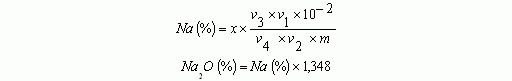 Na(%) = x × (v₃ × v₁ × 10⁻²) / (v₄ × v₂ × m)
Na₂O(%) = Na(%) × 1,348